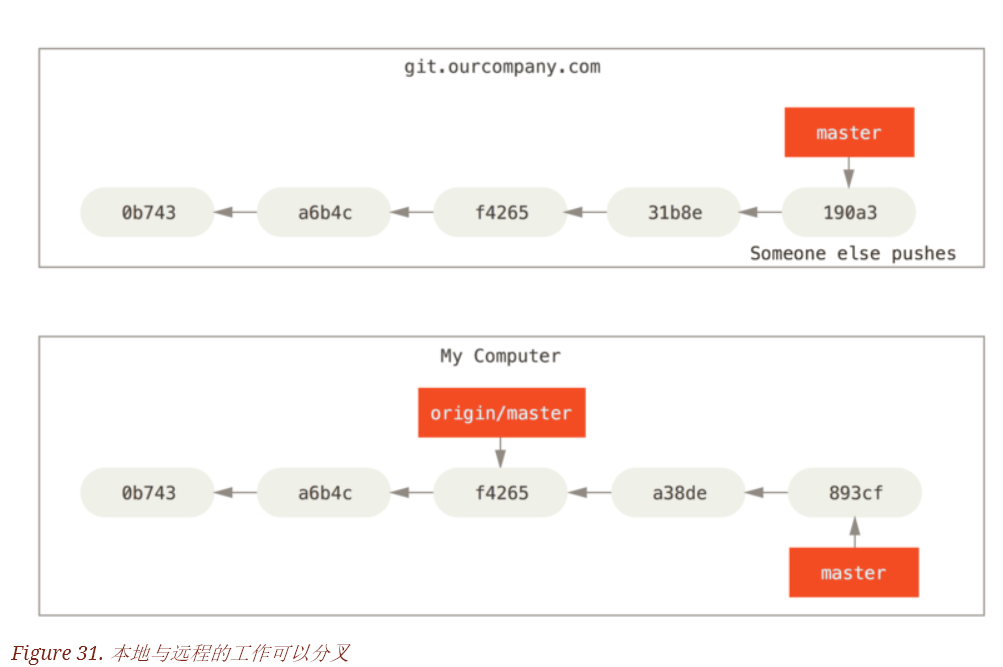 git.ourcompany.com
master
0b743 a6b4c f4265 31b8e 190a3
Someone else pushes
My Computer
origin/master
0b743 a6b4c f4265 a38de 893cf
master
Figure 31. 本地与远程的工作可以分叉